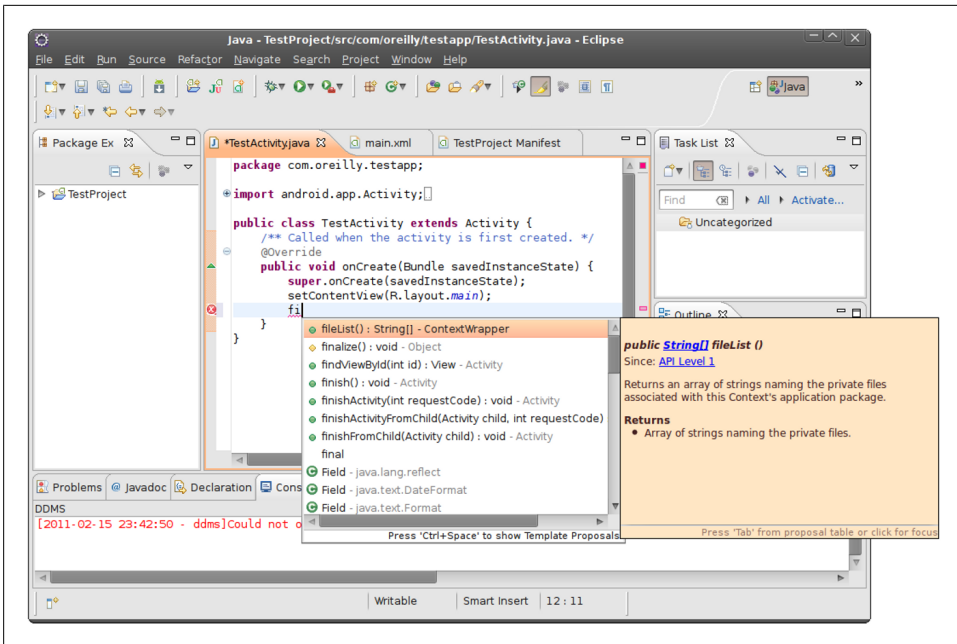 Java - TestProject/src/com/oreilly/testapp/TestActivity.java - Eclipse
File Edit Run Source Refactor Navigate Search Project Window Help
Java »
Package Ex
*TestActivity.java
main.xml
TestProject Manifest
Task List
TestProject
package com.oreilly.testapp;
import android.app.Activity;
public class TestActivity extends Activity {
/** Called when the activity is first created. */
@Override
public void onCreate(Bundle savedInstanceState) {
super.onCreate(savedInstanceState);
setContentView(R.layout.main);
fi
}
}
Find All Activate...
Uncategorized
Outline
fileList() : String[] - ContextWrapper
finalize() : void - Object
findViewById(int id) : View - Activity
finish() : void - Activity
finishActivity(int requestCode) : void - Activity
finishActivityFromChild(Activity child, int requestCode)
finishFromChild(Activity child) : void - Activity
final
Field - java.lang.reflect
Field - java.text.DateFormat
Field - java.text.Format
Press 'Ctrl+Space' to show Template Proposals
public String[] fileList ()
Since: API Level 1
Returns an array of strings naming the private files
associated with this Context's application package.
Returns
• Array of strings naming the private files.
Press 'Tab' from proposal table or click for focus
Problems @ Javadoc Declaration Cons
DDMS
[2011-02-15 23:42:50 - ddms]Could not o
Writable Smart Insert 12 : 11